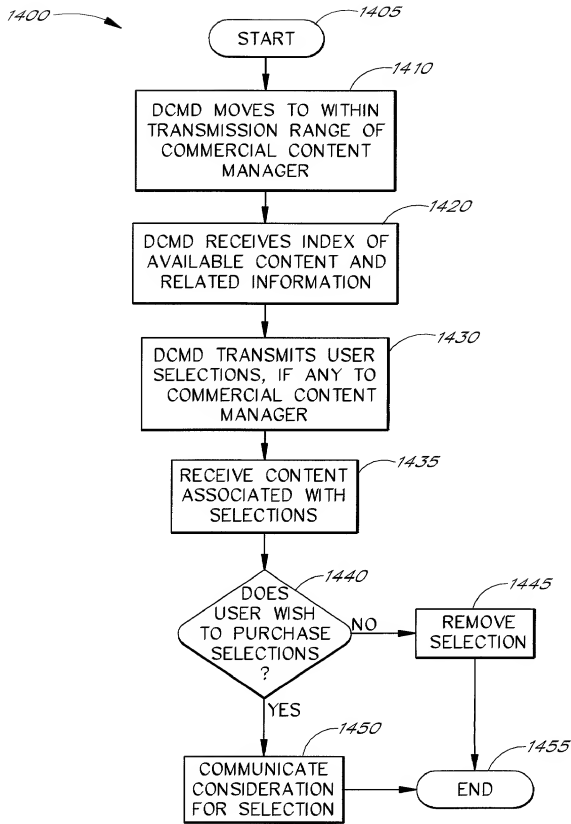 1400
1405
START
1410
DCMD MOVES TO WITHIN
TRANSMISSION RANGE OF
COMMERCIAL CONTENT
MANAGER
1420
DCMD RECEIVES INDEX OF
AVAILABLE CONTENT AND
RELATED INFORMATION
1430
DCMD TRANSMITS USER
SELECTIONS, IF ANY TO
COMMERCIAL CONTENT
MANAGER
1435
RECEIVE CONTENT
ASSOCIATED WITH
SELECTIONS
1440
DOES
USER WISH
TO PURCHASE
SELECTIONS
?
NO
1445
REMOVE
SELECTION
YES
1450
COMMUNICATE
CONSIDERATION
FOR SELECTION
1455
END